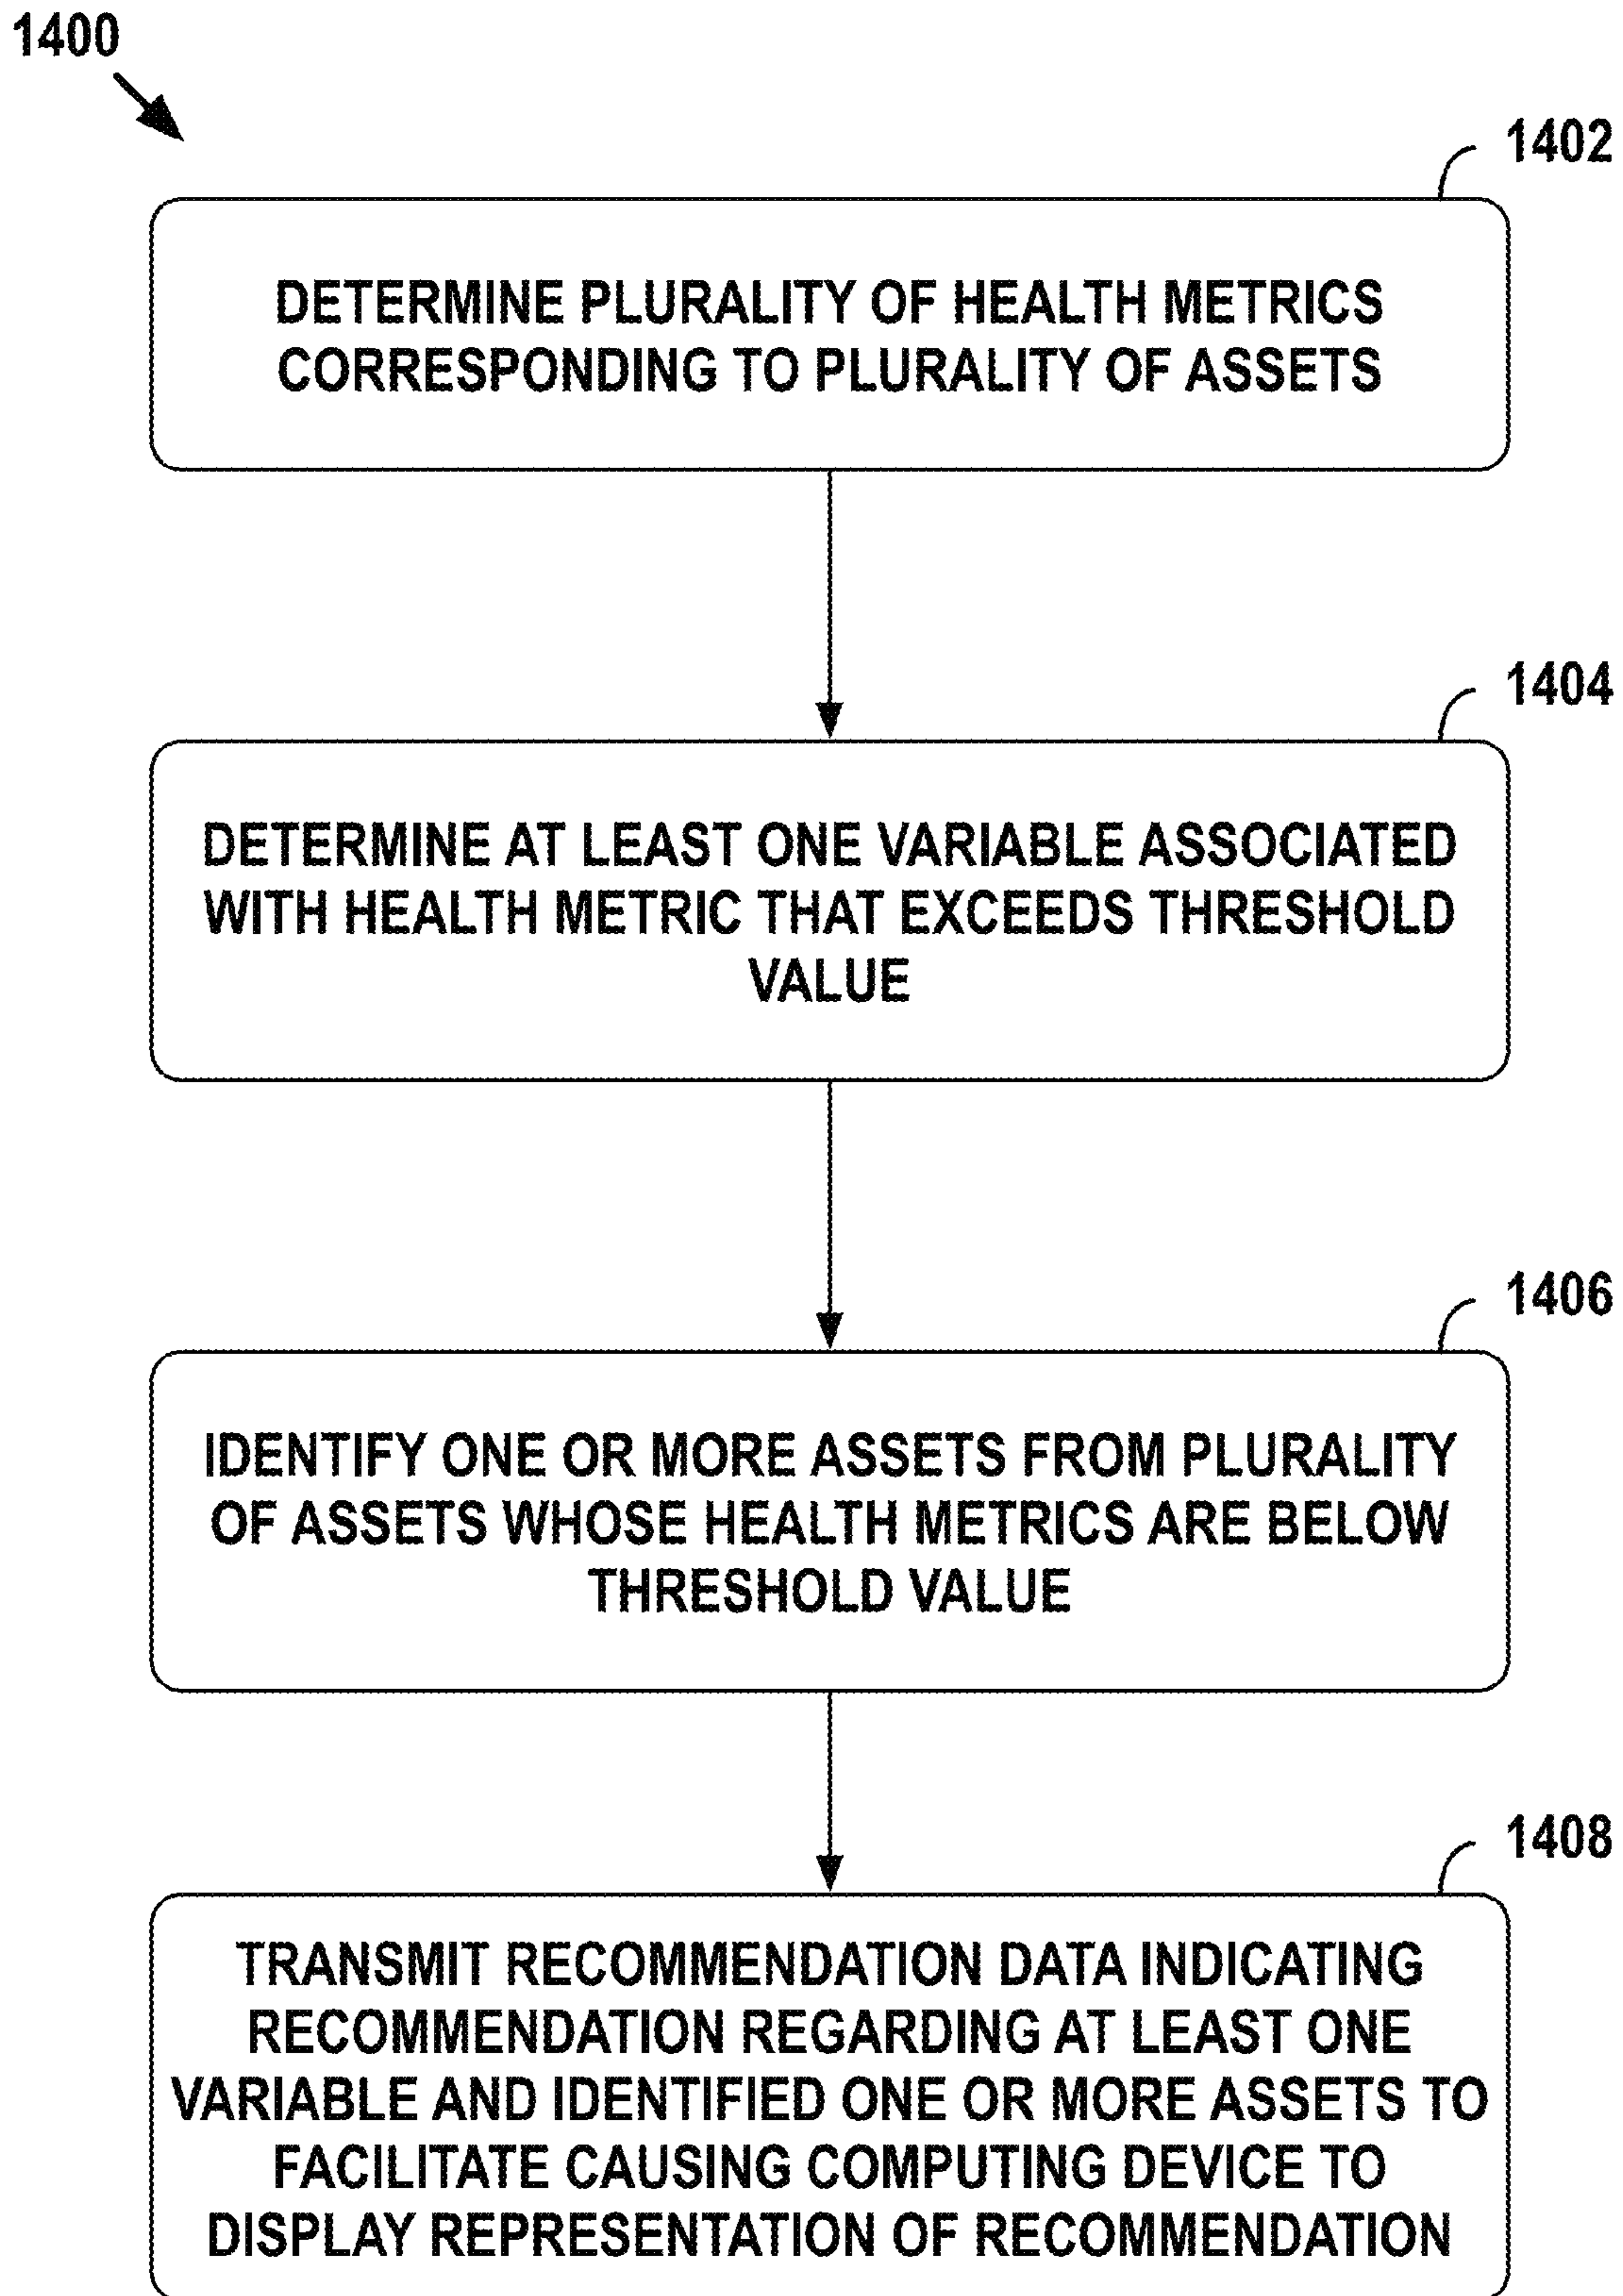 1400
1402
DETERMINE PLURALITY OF HEALTH METRICS
CORRESPONDING TO PLURALITY OF ASSETS
1404
DETERMINE AT LEAST ONE VARIABLE ASSOCIATED
WITH HEALTH METRIC THAT EXCEEDS THRESHOLD
VALUE
1406
IDENTIFY ONE OR MORE ASSETS FROM PLURALITY
OF ASSETS WHOSE HEALTH METRICS ARE BELOW
THRESHOLD VALUE
1408
TRANSMIT RECOMMENDATION DATA INDICATING
RECOMMENDATION REGARDING AT LEAST ONE
VARIABLE AND IDENTIFIED ONE OR MORE ASSETS TO
FACILITATE CAUSING COMPUTING DEVICE TO
DISPLAY REPRESENTATION OF RECOMMENDATION